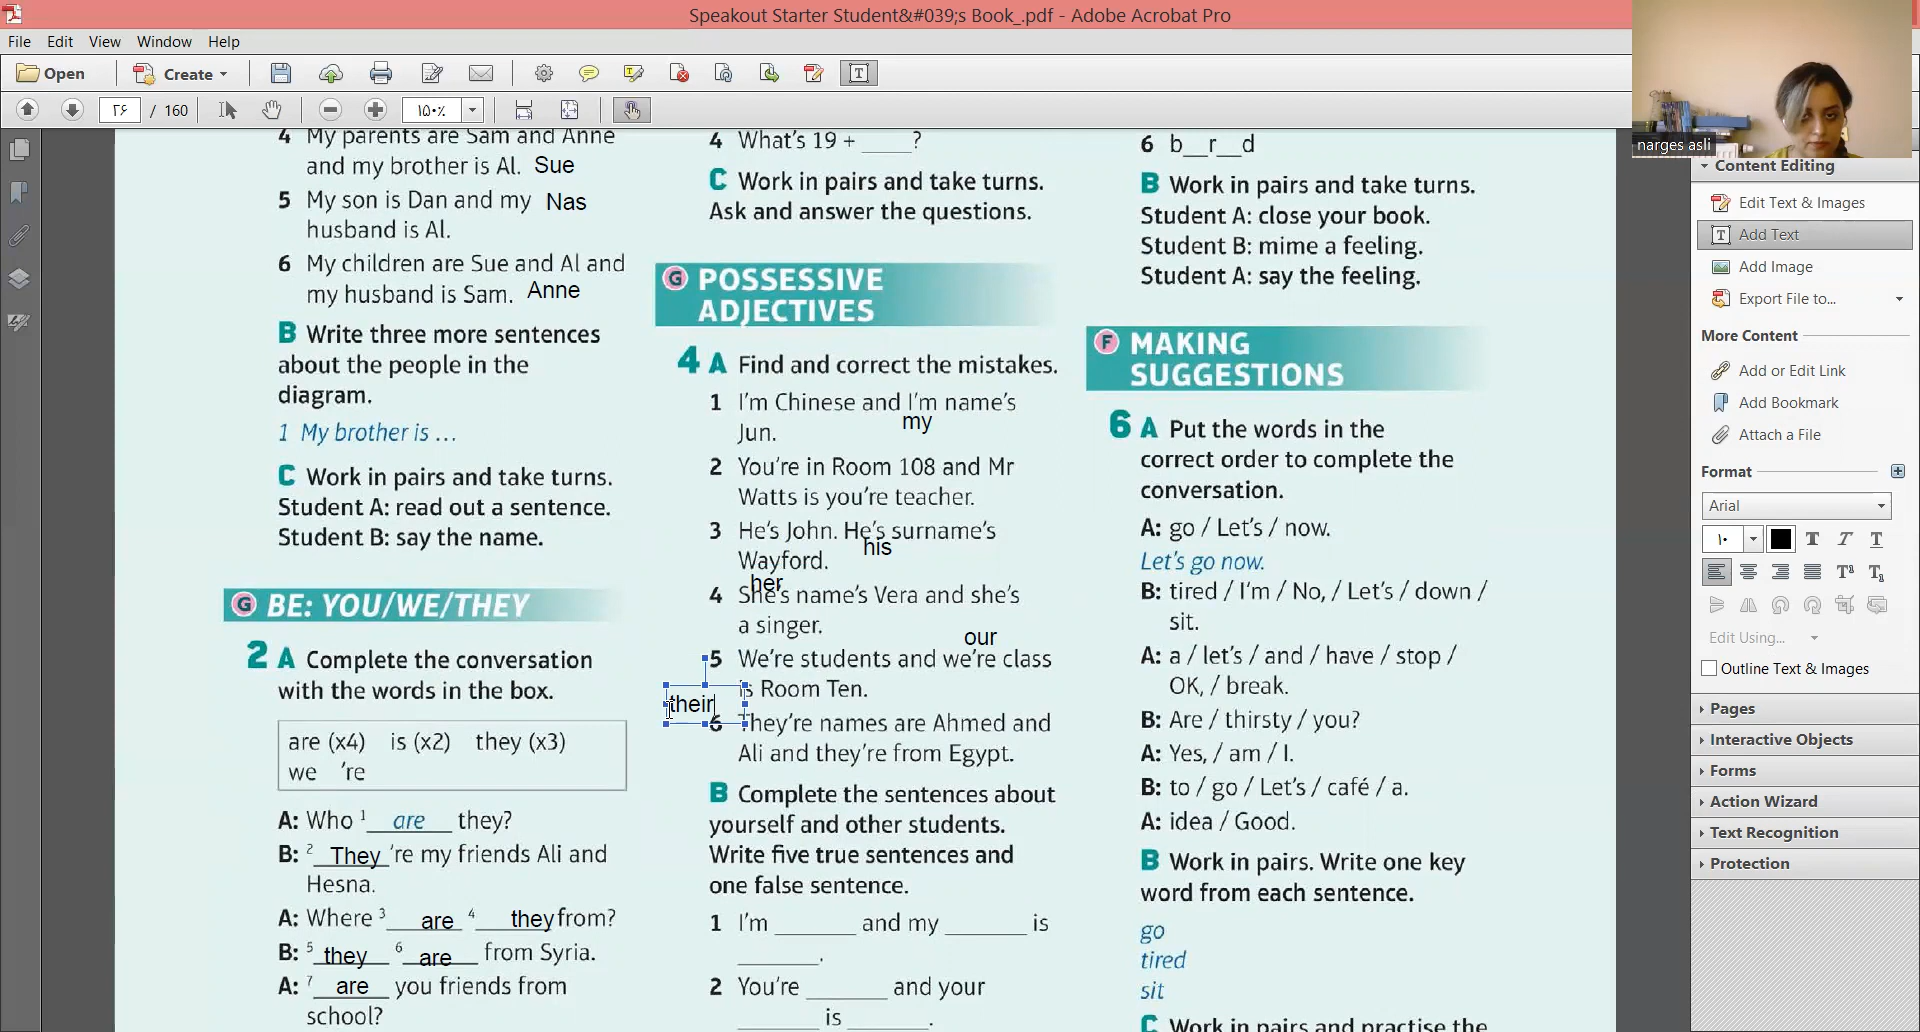 Speakout Starter Student&#039;s Book_.pdf - Adobe Acrobat Pro
File Edit View Window Help
Open Create
۲۶ / 160 ۱۵۰٪
narges asli
4 My parents are Sam and Anne
and my brother is Al. Sue
5 My son is Dan and my Nas
husband is Al.
6 My children are Sue and Al and
my husband is Sam. Anne
B Write three more sentences
about the people in the
diagram.
1 My brother is ...
C Work in pairs and take turns.
Student A: read out a sentence.
Student B: say the name.
G BE: YOU/WE/THEY
2 A Complete the conversation
with the words in the box.
are (x4) is (x2) they (x3)
we 're
A: Who 1 are they?
B: 2 They 're my friends Ali and
Hesna.
A: Where 3 are 4 they from?
B: 5 they 6 are from Syria.
A: 7 are you friends from
school?
4 What's 19 + ____?
C Work in pairs and take turns.
Ask and answer the questions.
G POSSESSIVE
ADJECTIVES
4 A Find and correct the mistakes.
1 I'm Chinese and I'm name's
my
Jun.
2 You're in Room 108 and Mr
Watts is you're teacher.
3 He's John. He's surname's
his
Wayford.
her
4 She's name's Vera and she's
a singer.
our
5 We're students and we're class
is Room Ten.
their
6 They're names are Ahmed and
Ali and they're from Egypt.
B Complete the sentences about
yourself and other students.
Write five true sentences and
one false sentence.
1 I'm ________ and my ________ is
________.
2 You're ________ and your
________ is ________.
6 b__r__d
B Work in pairs and take turns.
Student A: close your book.
Student B: mime a feeling.
Student A: say the feeling.
F MAKING
SUGGESTIONS
6 A Put the words in the
correct order to complete the
conversation.
A: go / Let's / now.
Let's go now.
B: tired / I'm / No, / Let's / down /
sit.
A: a / let's / and / have / stop /
OK, / break.
B: Are / thirsty / you?
A: Yes, / am / I.
B: to / go / Let's / café / a.
A: idea / Good.
B Work in pairs. Write one key
word from each sentence.
go
tired
sit
C Work in pairs and practise the
Content Editing
Edit Text & Images
Add Text
Add Image
Export File to...
More Content
Add or Edit Link
Add Bookmark
Attach a File
Format
Arial
۱۰
Edit Using...
Outline Text & Images
Pages
Interactive Objects
Forms
Action Wizard
Text Recognition
Protection